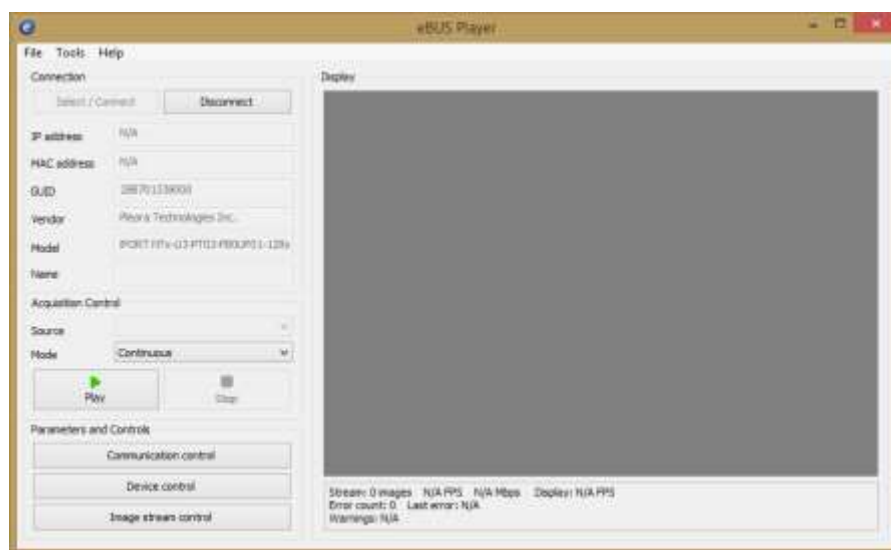 eBUS Player
File Tools Help
Connection
Select / Connect Disconnect
IP address N/A
MAC address N/A
GUID
Vendor Pleora Technologies Inc.
Model
Name
Acquisition Control
Source
Mode Continuous
Play Stop
Parameters and Controls
Communication control
Device control
Image stream control
Display
Stream: 0 images N/A FPS N/A Mbps Display: N/A FPS
Error count: 0 Last error: N/A
Warnings: N/A